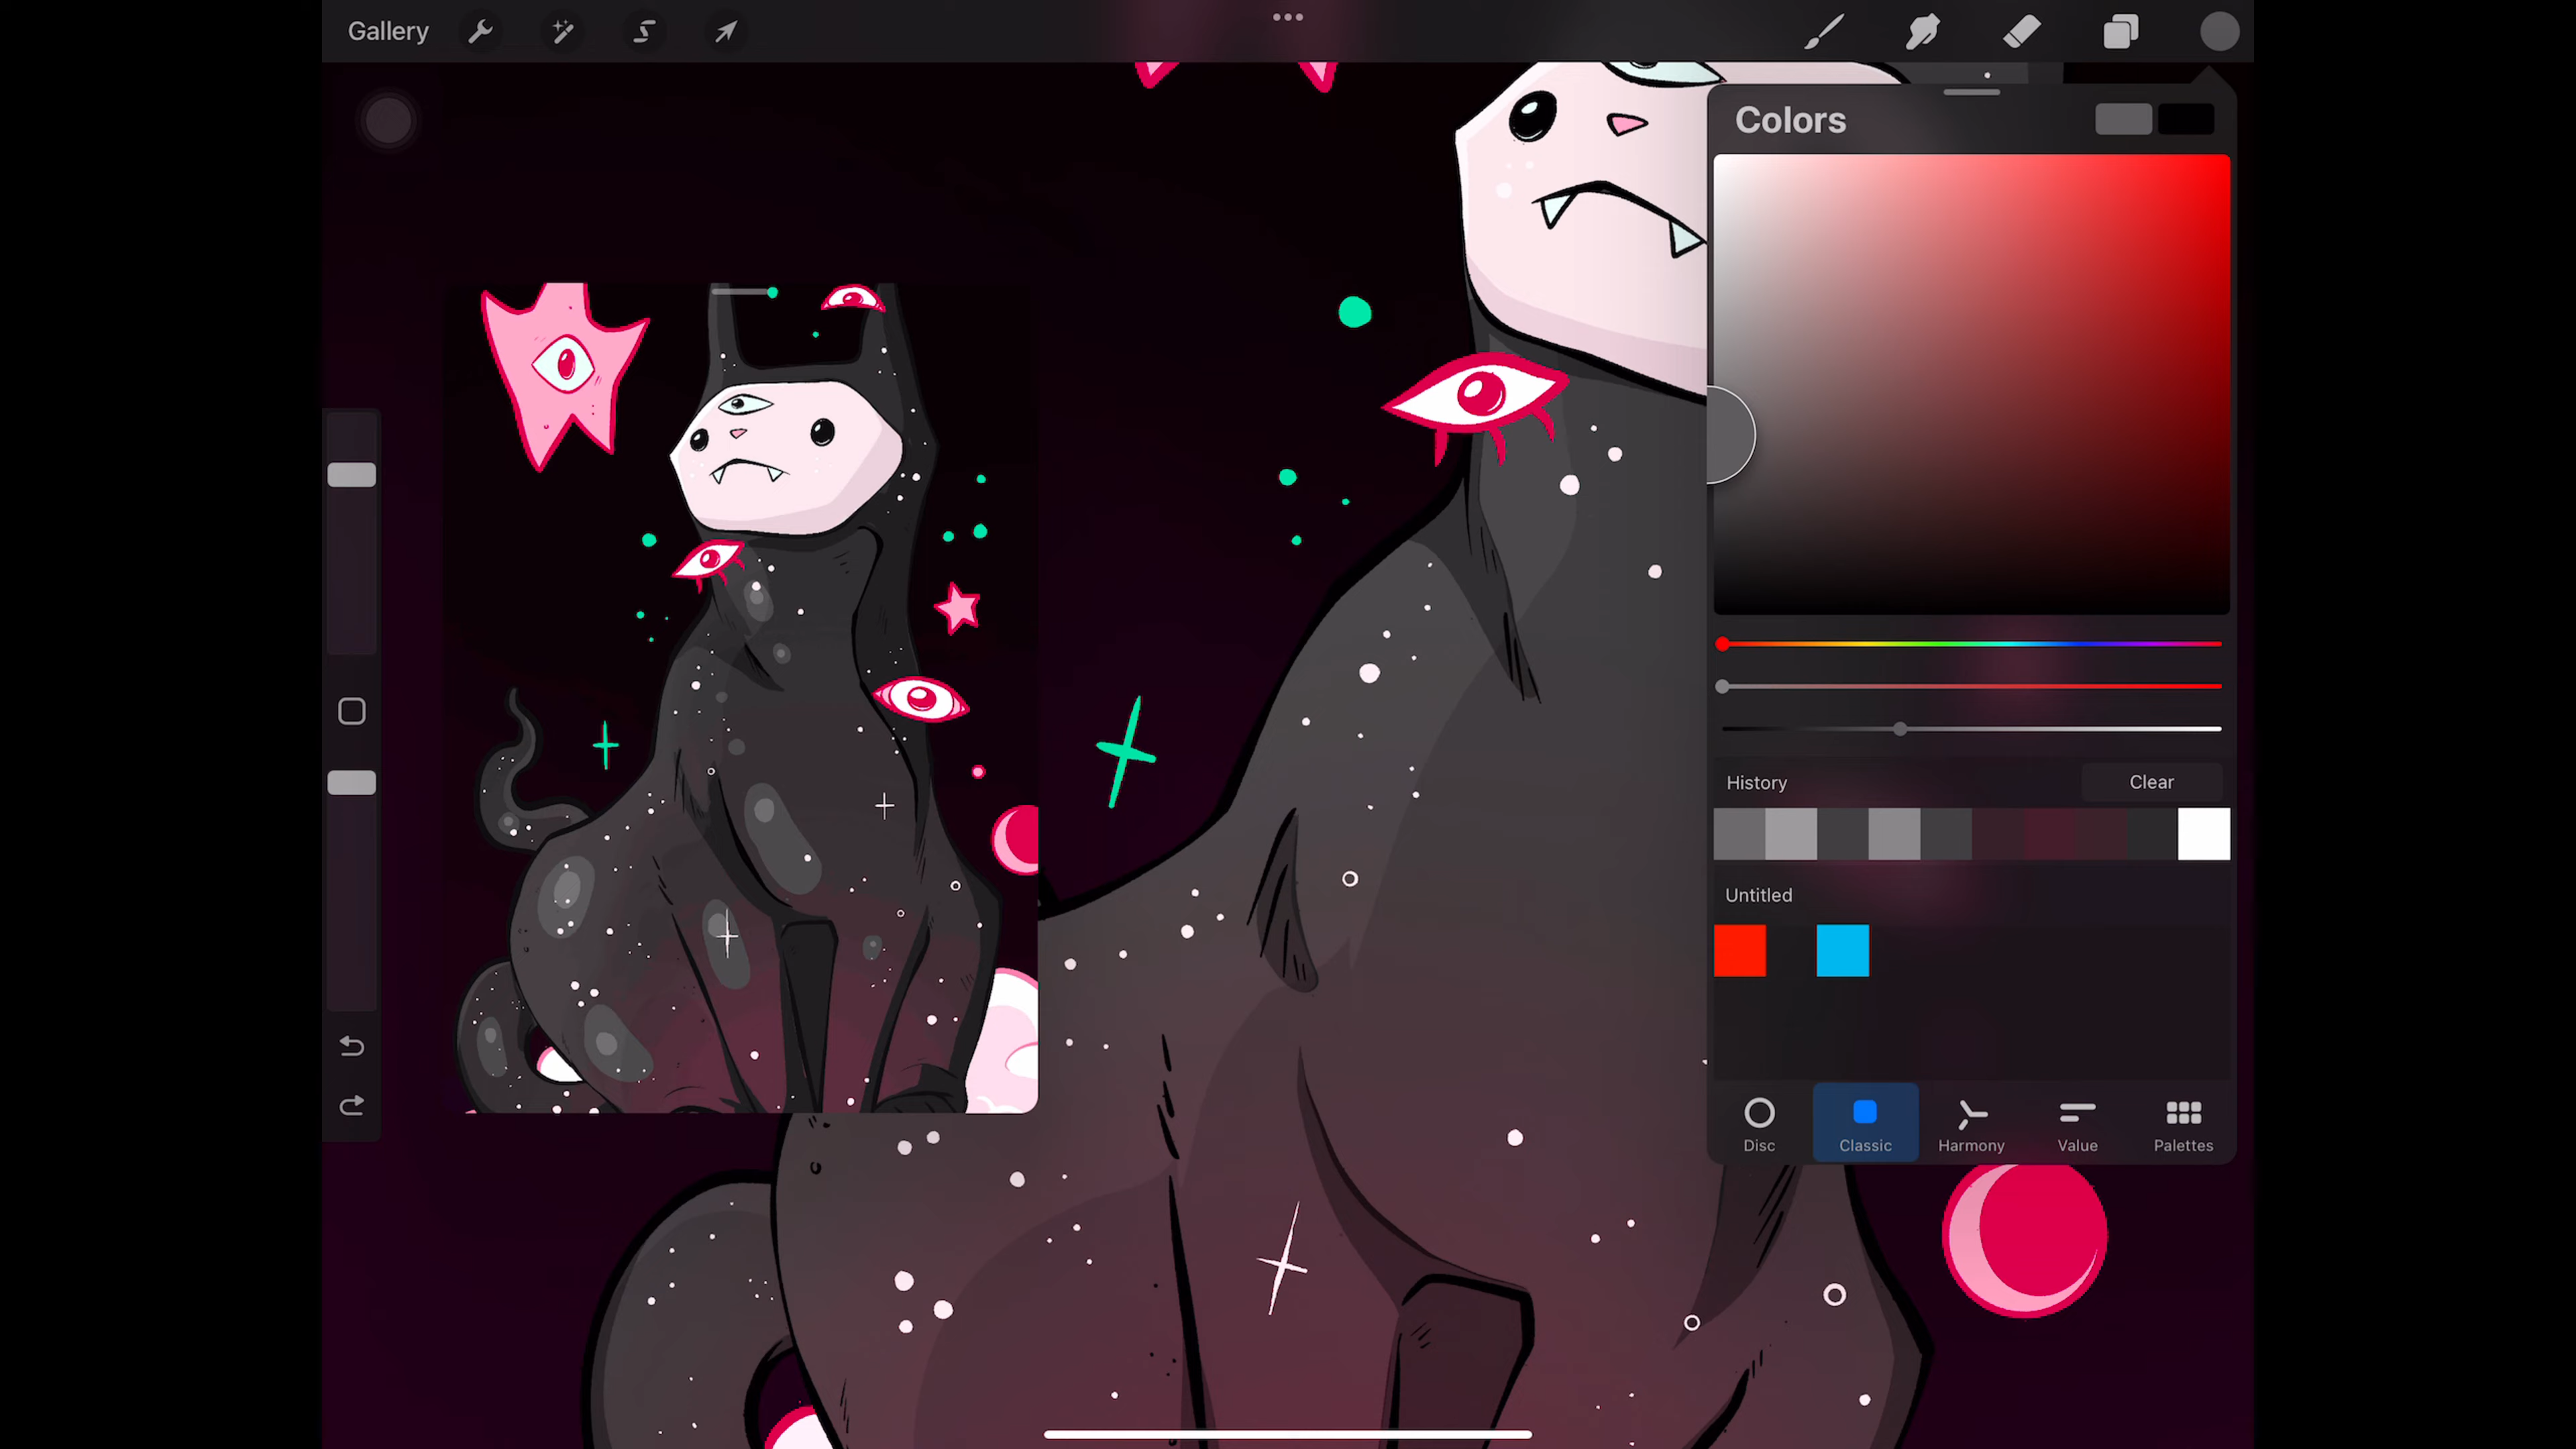 Gallery
Colors
History
Clear
Untitled
Disc
Classic
Harmony
Value
Palettes